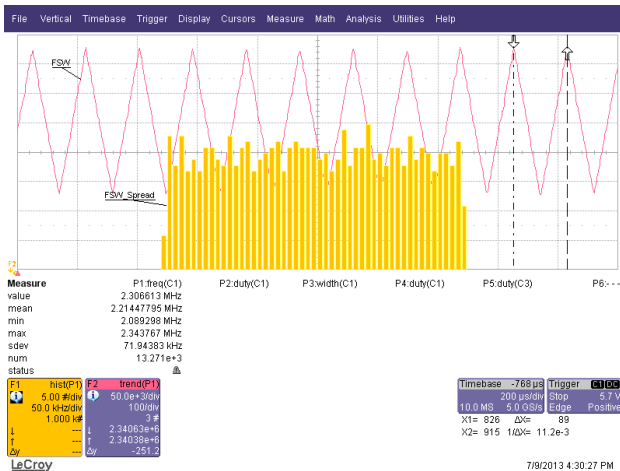 File Vertical Timebase Trigger Display Cursors Measure Math Analysis Utilities Help
FSW
FSW_Spread
F2
Measure P1:freq(C1) P2:duty(C1) P3:width(C1) P4:duty(C1) P5:duty(C3) P6:- - -
value 2.306613 MHz
mean 2.21447795 MHz
min 2.089298 MHz
max 2.343767 MHz
sdev 71.94383 kHz
num 13.271e+3
status
F1 hist(P1) F2 trend(P1) Timebase -768 µs Trigger C1 DC
5.00 #/div 50.0e+3/div 200 µs/div Stop 5.7 V
50.0 kHz/div 100/div 10.0 MS 5.0 GS/s Edge Positive
1.000 k# 3 # X1= 826 ΔX= 89
↓ --- ↓ 2.34063e+6 X2= 915 1/ΔX= 11.2e-3
↑ --- ↑ 2.34038e+6
Δy --- Δy -251.2
LeCroy 7/9/2013 4:30:27 PM